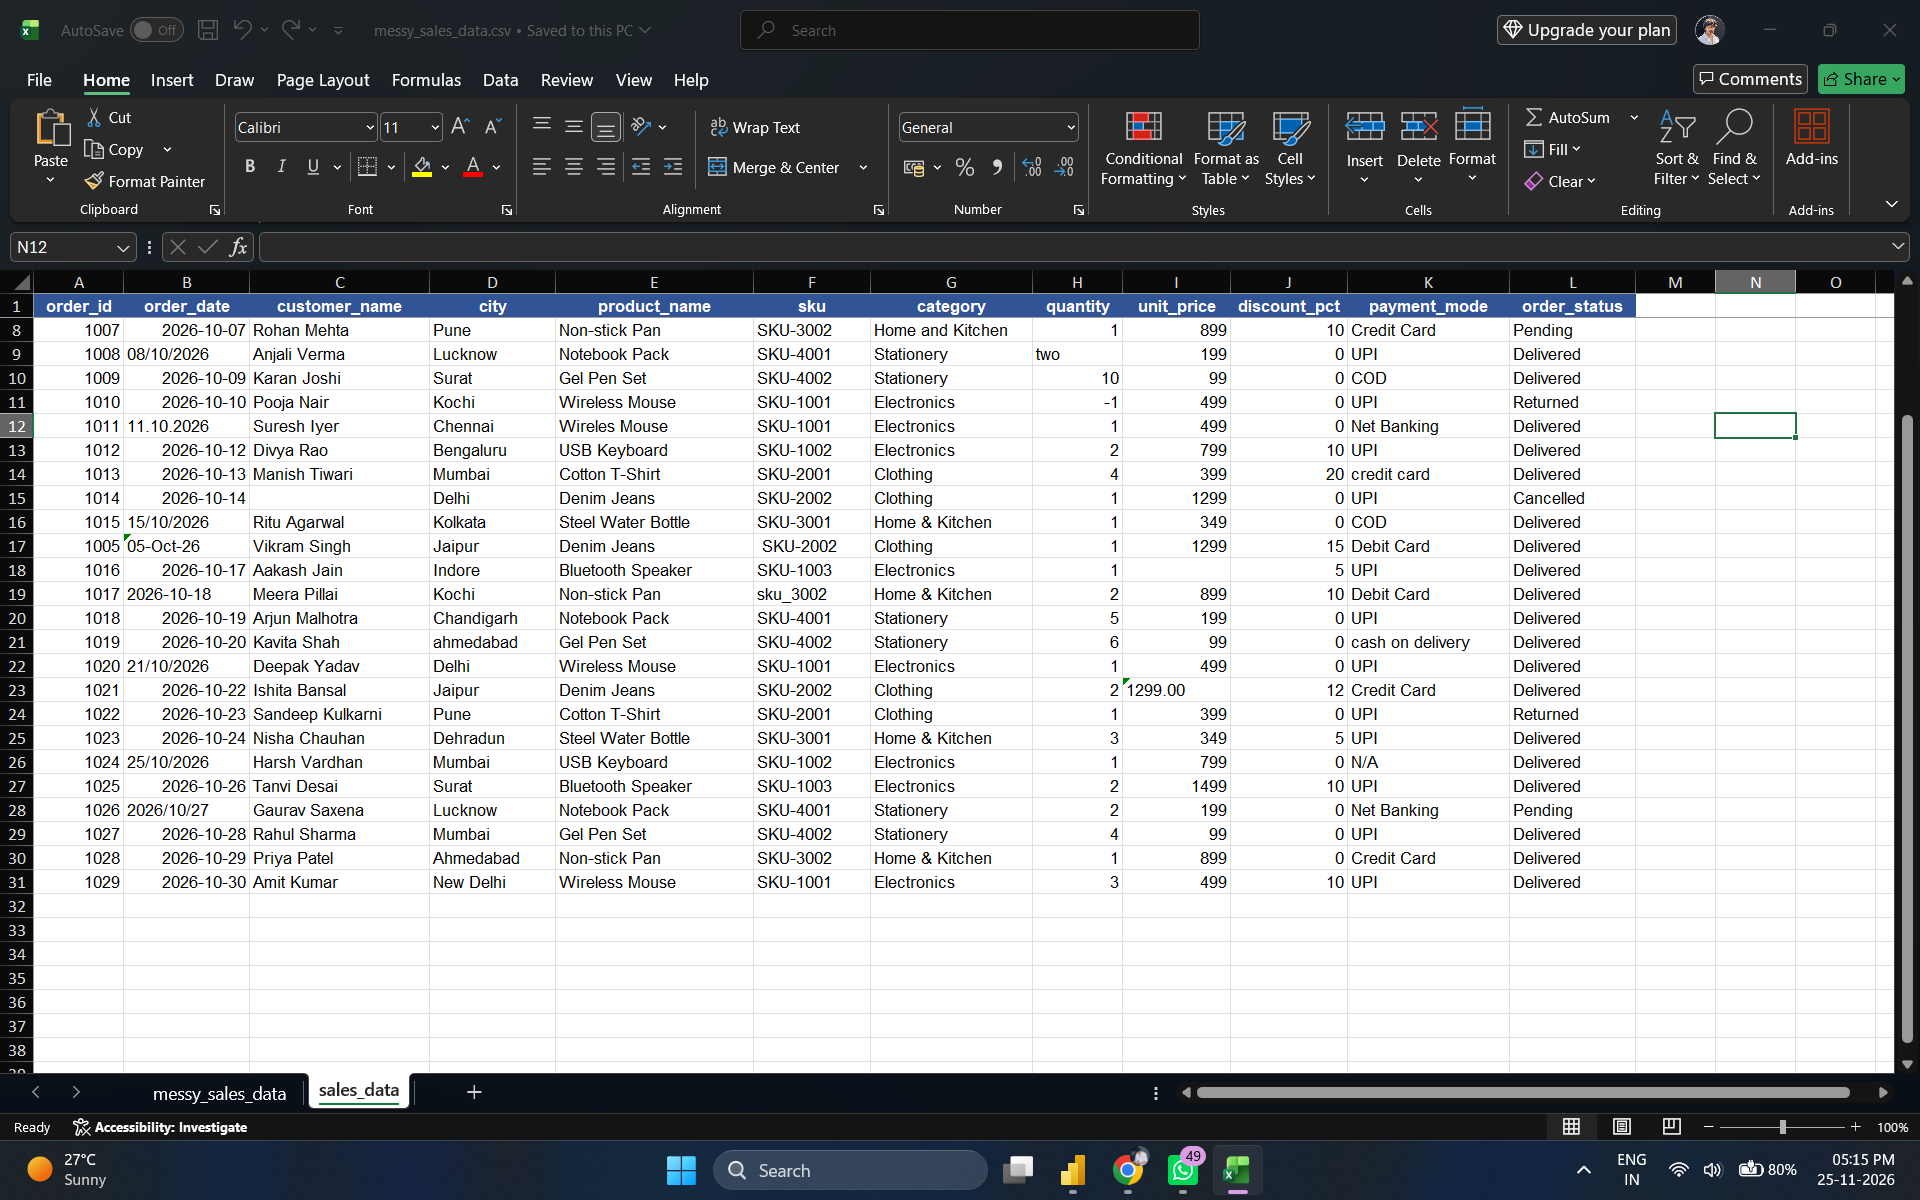 AutoSave Off messy_sales_data.csv • Saved to this PC Search Upgrade your plan
File Home Insert Draw Page Layout Formulas Data Review View Help Comments Share
Paste Cut Copy Format Painter Clipboard
Calibri 11 A A B I U A Font
ab Wrap Text Merge & Center Alignment
General % Number
Conditional Formatting Format as Table Cell Styles Styles
Insert Delete Format Cells
AutoSum Fill Clear Sort & Filter Find & Select Editing
Add-ins Add-ins
N12 fx
A B C D E F G H I J K L M N O
1 order_id order_date customer_name city product_name sku category quantity unit_price discount_pct payment_mode order_status
8 1007 2026-10-07 Rohan Mehta Pune Non-stick Pan SKU-3002 Home and Kitchen 1 899 10 Credit Card Pending
9 1008 08/10/2026 Anjali Verma Lucknow Notebook Pack SKU-4001 Stationery two 199 0 UPI Delivered
10 1009 2026-10-09 Karan Joshi Surat Gel Pen Set SKU-4002 Stationery 10 99 0 COD Delivered
11 1010 2026-10-10 Pooja Nair Kochi Wireless Mouse SKU-1001 Electronics -1 499 0 UPI Returned
12 1011 11.10.2026 Suresh Iyer Chennai Wireles Mouse SKU-1001 Electronics 1 499 0 Net Banking Delivered
13 1012 2026-10-12 Divya Rao Bengaluru USB Keyboard SKU-1002 Electronics 2 799 10 UPI Delivered
14 1013 2026-10-13 Manish Tiwari Mumbai Cotton T-Shirt SKU-2001 Clothing 4 399 20 credit card Delivered
15 1014 2026-10-14 Delhi Denim Jeans SKU-2002 Clothing 1 1299 0 UPI Cancelled
16 1015 15/10/2026 Ritu Agarwal Kolkata Steel Water Bottle SKU-3001 Home & Kitchen 1 349 0 COD Delivered
17 1005 05-Oct-26 Vikram Singh Jaipur Denim Jeans SKU-2002 Clothing 1 1299 15 Debit Card Delivered
18 1016 2026-10-17 Aakash Jain Indore Bluetooth Speaker SKU-1003 Electronics 1 5 UPI Delivered
19 1017 2026-10-18 Meera Pillai Kochi Non-stick Pan sku_3002 Home & Kitchen 2 899 10 Debit Card Delivered
20 1018 2026-10-19 Arjun Malhotra Chandigarh Notebook Pack SKU-4001 Stationery 5 199 0 UPI Delivered
21 1019 2026-10-20 Kavita Shah ahmedabad Gel Pen Set SKU-4002 Stationery 6 99 0 cash on delivery Delivered
22 1020 21/10/2026 Deepak Yadav Delhi Wireless Mouse SKU-1001 Electronics 1 499 0 UPI Delivered
23 1021 2026-10-22 Ishita Bansal Jaipur Denim Jeans SKU-2002 Clothing 2 1299.00 12 Credit Card Delivered
24 1022 2026-10-23 Sandeep Kulkarni Pune Cotton T-Shirt SKU-2001 Clothing 1 399 0 UPI Returned
25 1023 2026-10-24 Nisha Chauhan Dehradun Steel Water Bottle SKU-3001 Home & Kitchen 3 349 5 UPI Delivered
26 1024 25/10/2026 Harsh Vardhan Mumbai USB Keyboard SKU-1002 Electronics 1 799 0 N/A Delivered
27 1025 2026-10-26 Tanvi Desai Surat Bluetooth Speaker SKU-1003 Electronics 2 1499 10 UPI Delivered
28 1026 2026/10/27 Gaurav Saxena Lucknow Notebook Pack SKU-4001 Stationery 2 199 0 Net Banking Pending
29 1027 2026-10-28 Rahul Sharma Mumbai Gel Pen Set SKU-4002 Stationery 4 99 0 UPI Delivered
30 1028 2026-10-29 Priya Patel Ahmedabad Non-stick Pan SKU-3002 Home & Kitchen 1 899 0 Credit Card Delivered
31 1029 2026-10-30 Amit Kumar New Delhi Wireless Mouse SKU-1001 Electronics 3 499 10 UPI Delivered
32
33
34
35
36
37
38
messy_sales_data sales_data +
Ready Accessibility: Investigate 100%
27°C Sunny Search 49 ENG IN 80% 05:15 PM 25-11-2026